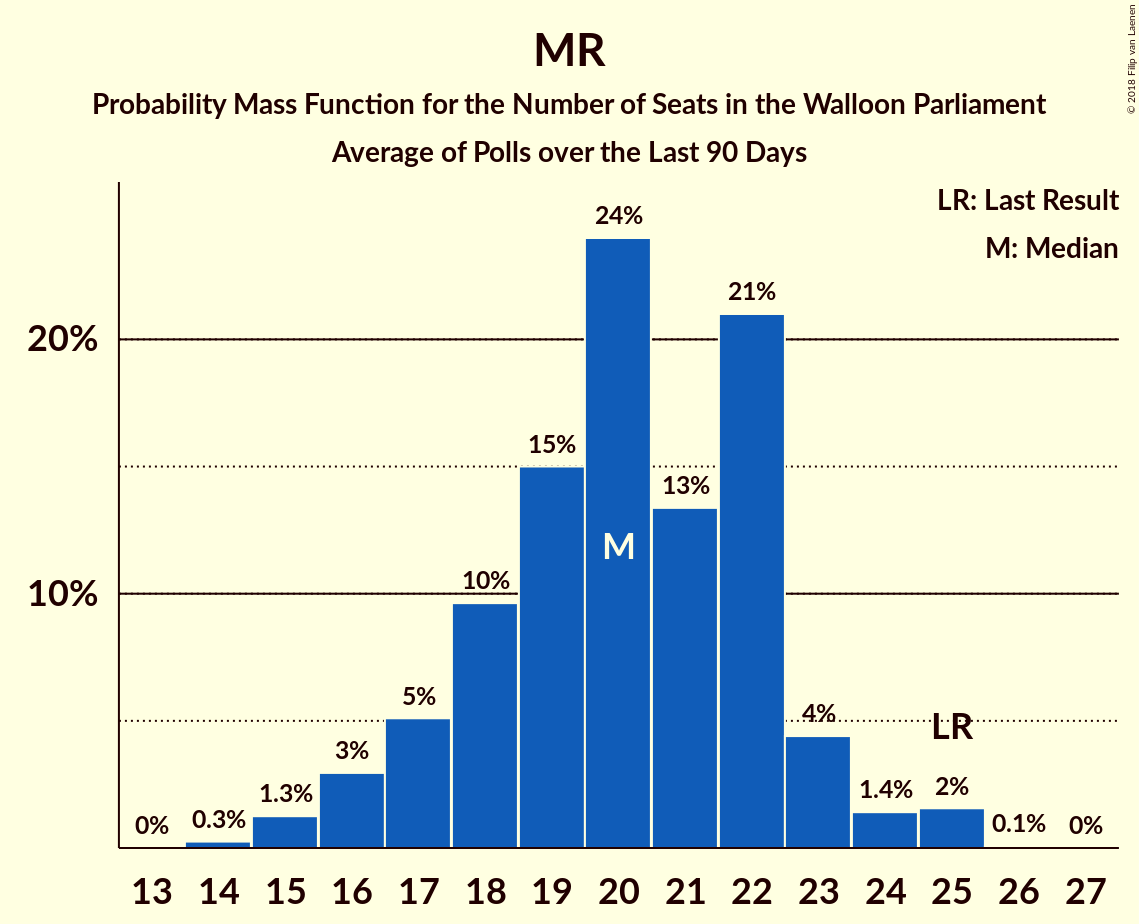 MR
Probability Mass Function for the Number of Seats in the Walloon Parliament
Average of Polls over the Last 90 Days
© 2018 Filip van Laenen
LR: Last Result
M: Median
24%
21%
20%
15%
13%
M
10%
10%
5%
4%
LR
3%
1.3%
1.4%
2%
0%
0.3%
0.1%
0%
13 14 15 16 17 18 19 20 21 22 23 24 25 26 27